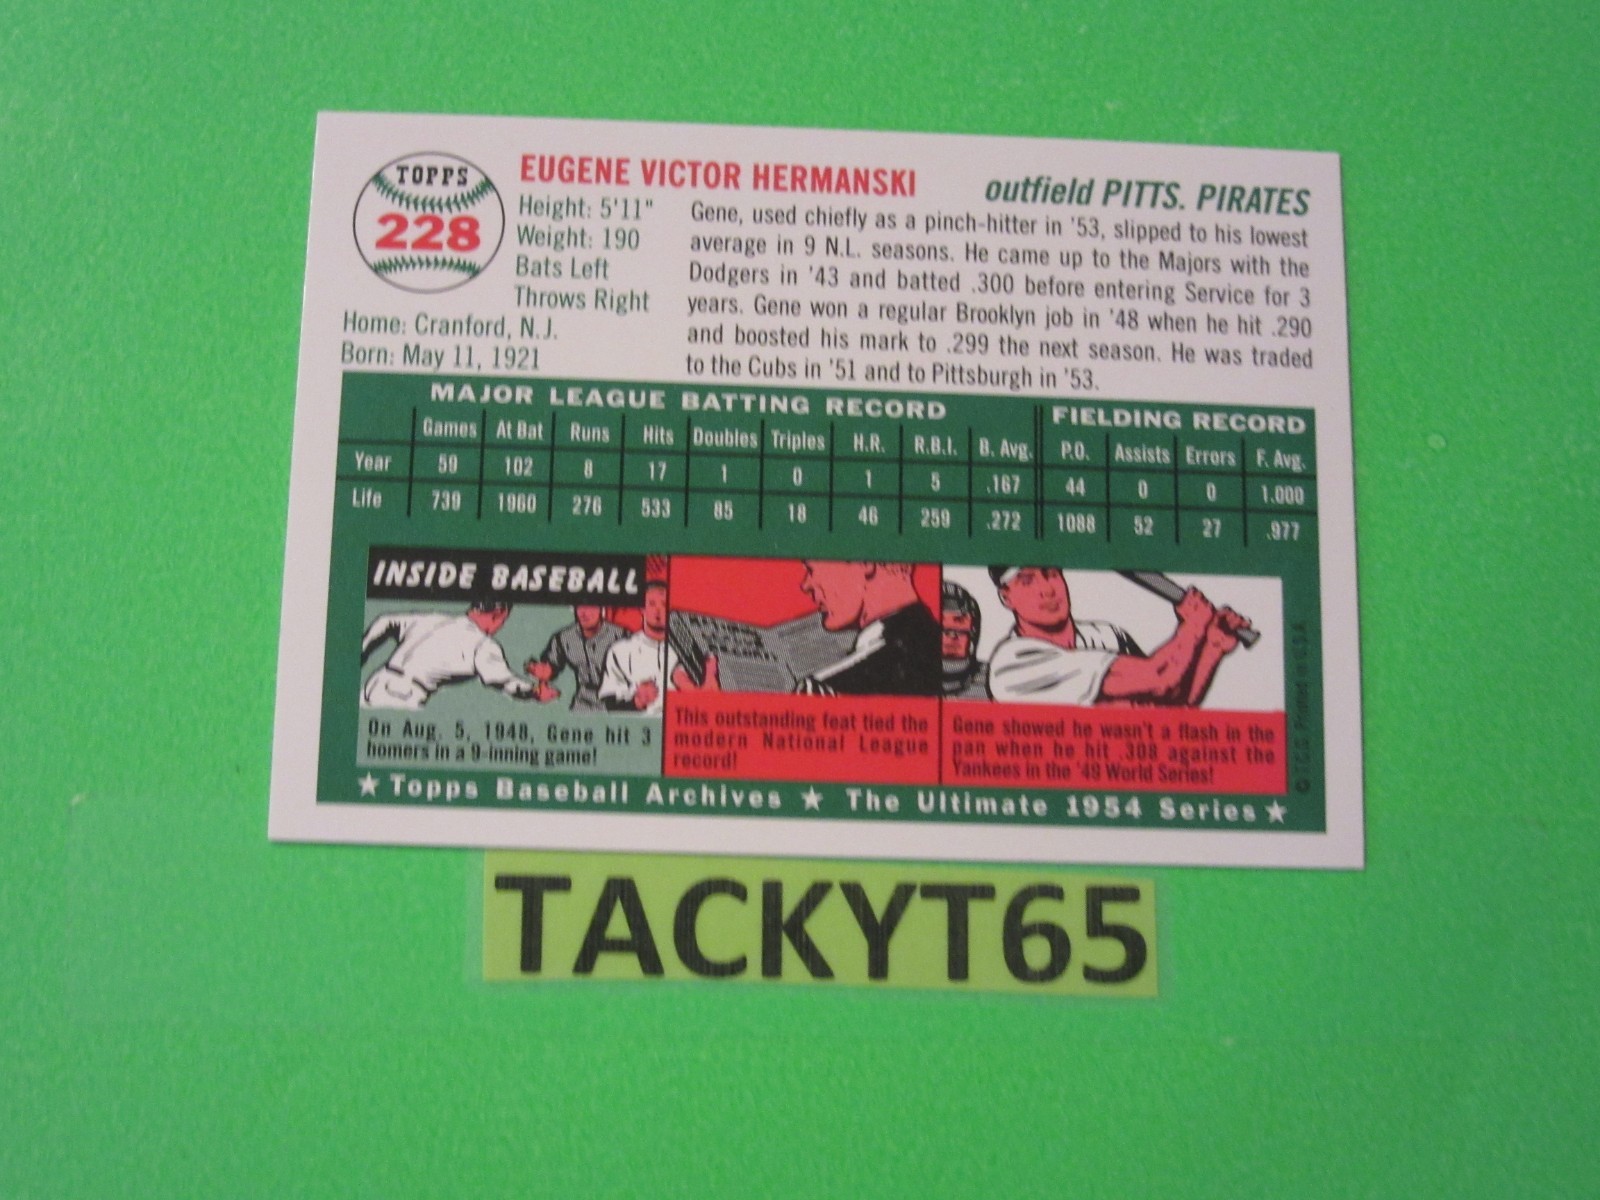 TOPPS
228
EUGENE VICTOR HERMANSKI
outfield PITTS. PIRATES
Height: 5'11"
Weight: 190
Bats Left
Throws Right
Home: Cranford, N.J.
Born: May 11, 1921
Gene, used chiefly as a pinch-hitter in '53, slipped to his lowest
average in 9 N.L. seasons. He came up to the Majors with the
Dodgers in '43 and batted .300 before entering Service for 3
years. Gene won a regular Brooklyn job in '48 when he hit .290
and boosted his mark to .299 the next season. He was traded
to the Cubs in '51 and to Pittsburgh in '53.
MAJOR LEAGUE BATTING RECORD FIELDING RECORD
Games At Bat Runs Hits Doubles Triples H.R. R.B.I. B. Avg. P.O. Assists Errors F. Avg.
Year 59 102 8 17 1 0 1 5 .167 44 0 0 1.000
Life 739 1960 276 533 85 18 46 259 .272 1088 52 27 .977
INSIDE BASEBALL
On Aug. 5, 1948, Gene hit 3
homers in a 9-inning game!
This outstanding feat tied the
modern National League
record!
Gene showed he wasn't a flash in the
pan when he hit .308 against the
Yankees in the '49 World Series!
© TCG Printed in U.S.A.
★ Topps Baseball Archives ★ The Ultimate 1954 Series ★
TACKYT65